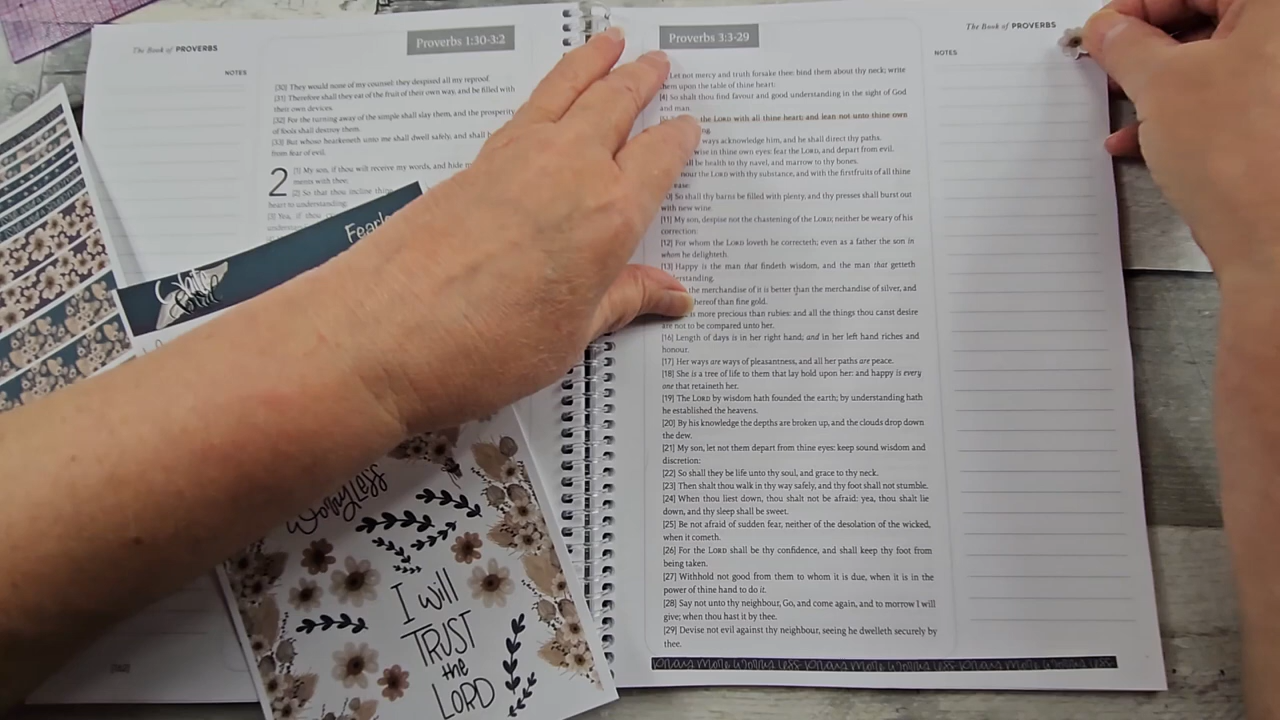 The Book of PROVERBS
Proverbs 1:30-3:2
NOTES
[30] They would none of my counsel: they despised all my reproof
[31] Therefore shall they eat of the fruit of their own way, and be filled with
their own devices.
[32] For the turning away of the simple shall slay them, and the prosperity
of fools shall destroy them.
[33] But whoso hearkeneth unto me shall dwell safely, and shall b
from fear of evil.
2
[1] My son, if thou wilt receive my words, and hide m
ments with thee;
[2] So that thou incline thine
heart to understanding;
[3] Yea, if thou c
understan
Fearle
WorryLess
I will
TRUST
the
LORD
Proverbs 3:3-29
The Book of PROVERBS
NOTES
Let not mercy and truth forsake thee: bind them about thy neck; write
them upon the table of thine heart:
[4] So shalt thou find favour and good understanding in the sight of God
and man.
the LORD with all thine heart; and lean not unto thine own
ng.
ways acknowledge him, and he shall direct thy paths.
wise in thine own eyes: fear the LORD, and depart from evil.
all be health to thy navel, and marrow to thy bones.
nour the LORD with thy substance, and with the firstfruits of all thine
ease:
0] So shall thy barns be filled with plenty, and thy presses shall burst out
with new wine.
[11] My son, despise not the chastening of the LORD; neither be weary of his
correction:
[12] For whom the LORD loveth he correcteth; even as a father the son in
whom he delighteth.
[13] Happy is the man that findeth wisdom, and the man that getteth
understanding.
the merchandise of it is better than the merchandise of silver, and
thereof than fine gold.
is more precious than rubies: and all the things thou canst desire
are not to be compared unto her.
[16] Length of days is in her right hand; and in her left hand riches and
honour.
[17] Her ways are ways of pleasantness, and all her paths are peace.
[18] She is a tree of life to them that lay hold upon her: and happy is every
one that retaineth her.
[19] The LORD by wisdom hath founded the earth; by understanding hath
he established the heavens.
[20] By his knowledge the depths are broken up, and the clouds drop down
the dew.
[21] My son, let not them depart from thine eyes: keep sound wisdom and
discretion:
[22] So shall they be life unto thy soul, and grace to thy neck.
[23] Then shalt thou walk in thy way safely, and thy foot shall not stumble.
[24] When thou liest down, thou shalt not be afraid: yea, thou shalt lie
down, and thy sleep shall be sweet.
[25] Be not afraid of sudden fear, neither of the desolation of the wicked,
when it cometh.
[26] For the LORD shall be thy confidence, and shall keep thy foot from
being taken.
[27] Withhold not good from them to whom it is due, when it is in the
power of thine hand to do it.
[28] Say not unto thy neighbour, Go, and come again, and to morrow I will
give; when thou hast it by thee.
[29] Devise not evil against thy neighbour, seeing he dwelleth securely by
thee.